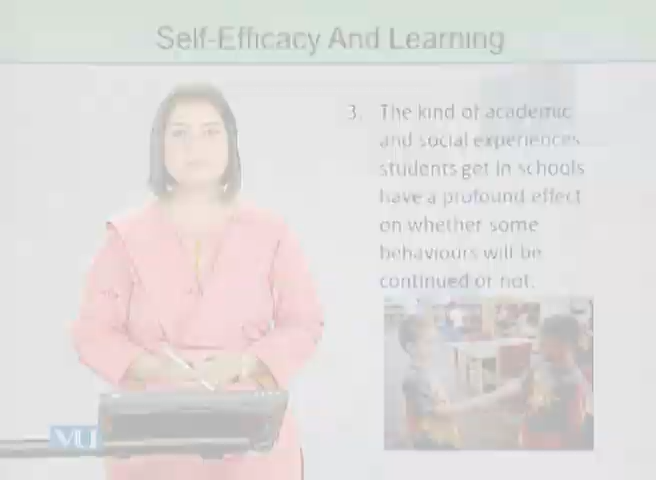 Self-Efficacy And Learning
3. The kind of academic
and social experiences
students get in schools
have a profound effect
on whether some
behaviours will be
continued or not.
VU